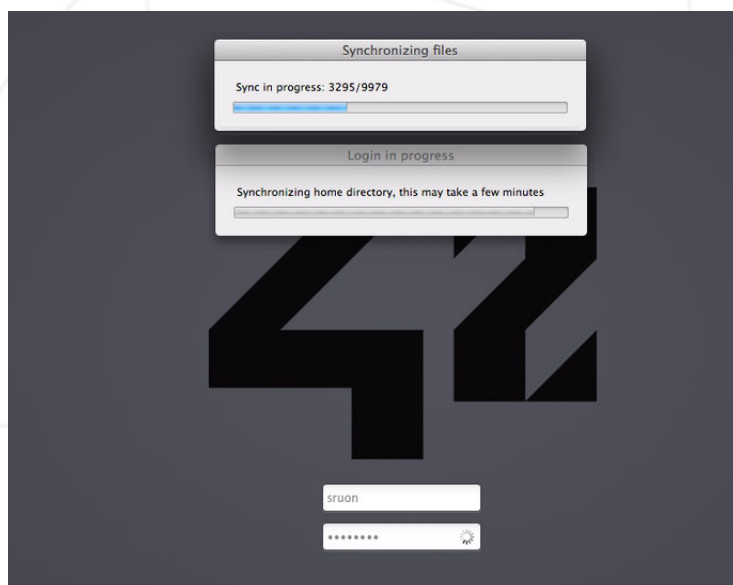 Synchronizing files
Sync in progress: 3295/9979
Login in progress
Synchronizing home directory, this may take a few minutes
42
sruon